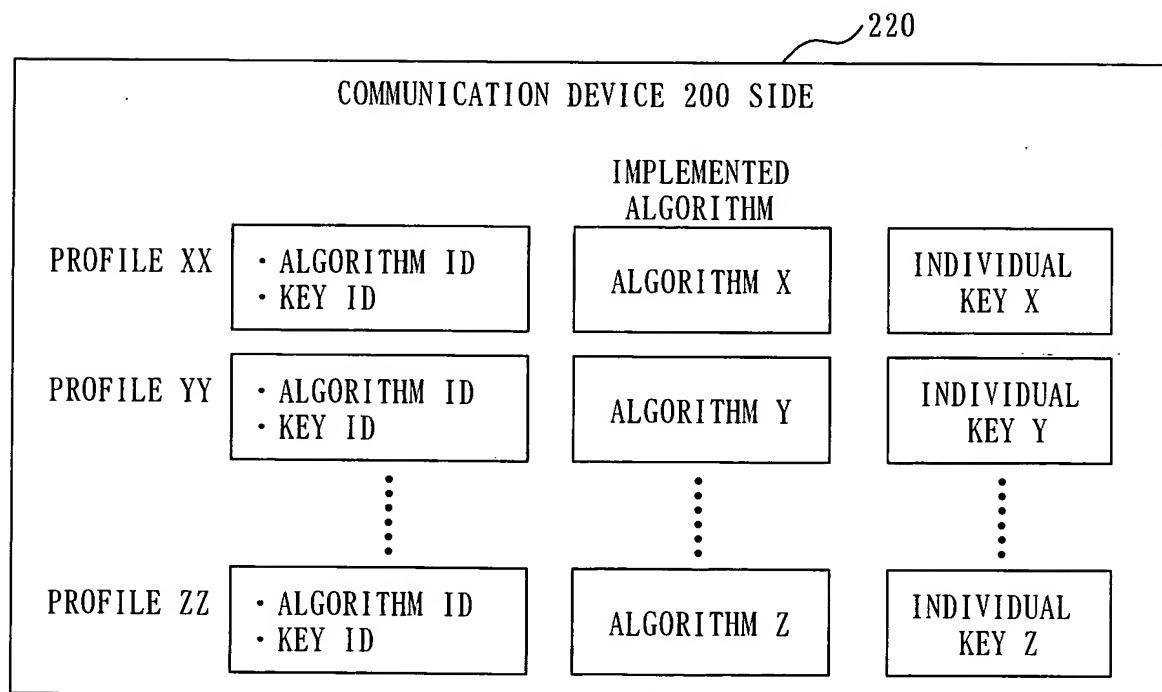 220
COMMUNICATION DEVICE 200 SIDE
IMPLEMENTED
ALGORITHM
PROFILE XX
· ALGORITHM ID
· KEY ID
ALGORITHM X
INDIVIDUAL
KEY X
PROFILE YY
· ALGORITHM ID
· KEY ID
ALGORITHM Y
INDIVIDUAL
KEY Y
PROFILE ZZ
· ALGORITHM ID
· KEY ID
ALGORITHM Z
INDIVIDUAL
KEY Z